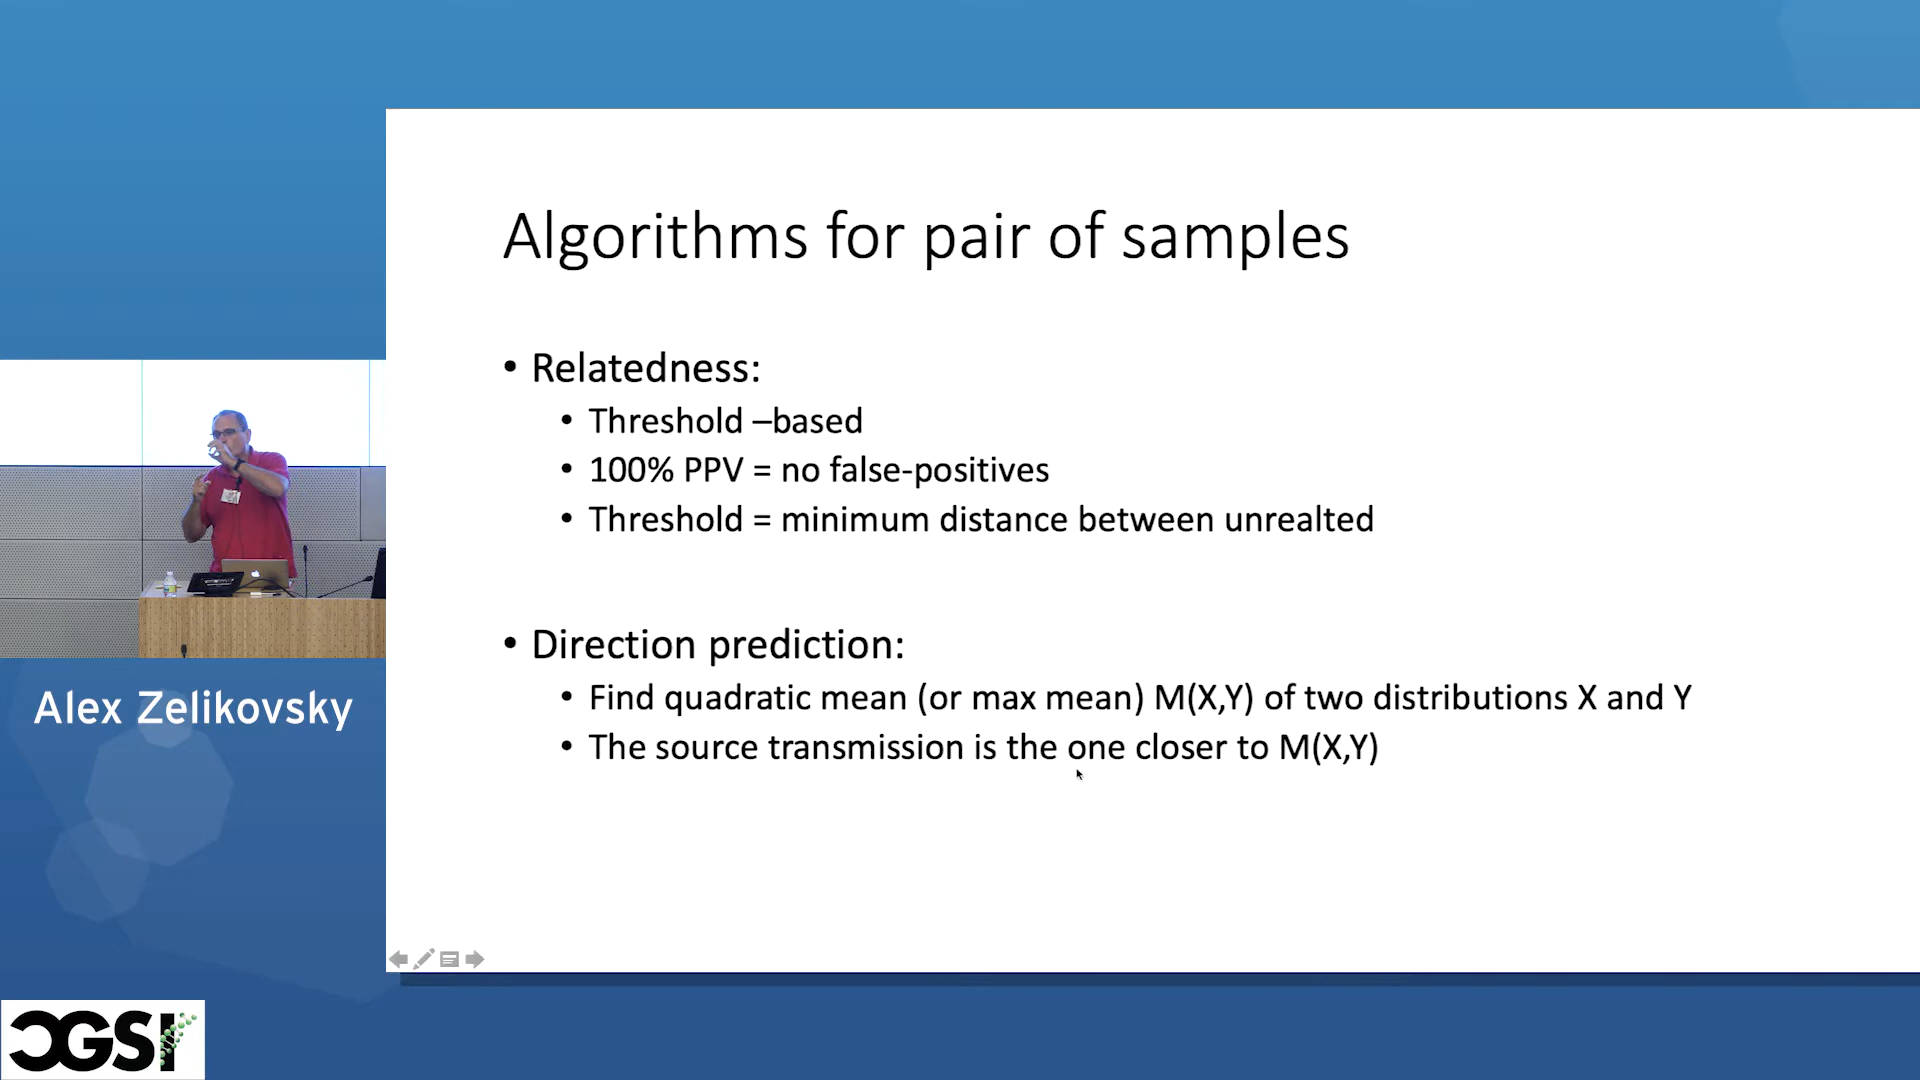 Algorithms for pair of samples
• Relatedness:
• Threshold –based
• 100% PPV = no false-positives
• Threshold = minimum distance between unrealted
• Direction prediction:
• Find quadratic mean (or max mean) M(X,Y) of two distributions X and Y
• The source transmission is the one closer to M(X,Y)
Alex Zelikovsky
CGSI